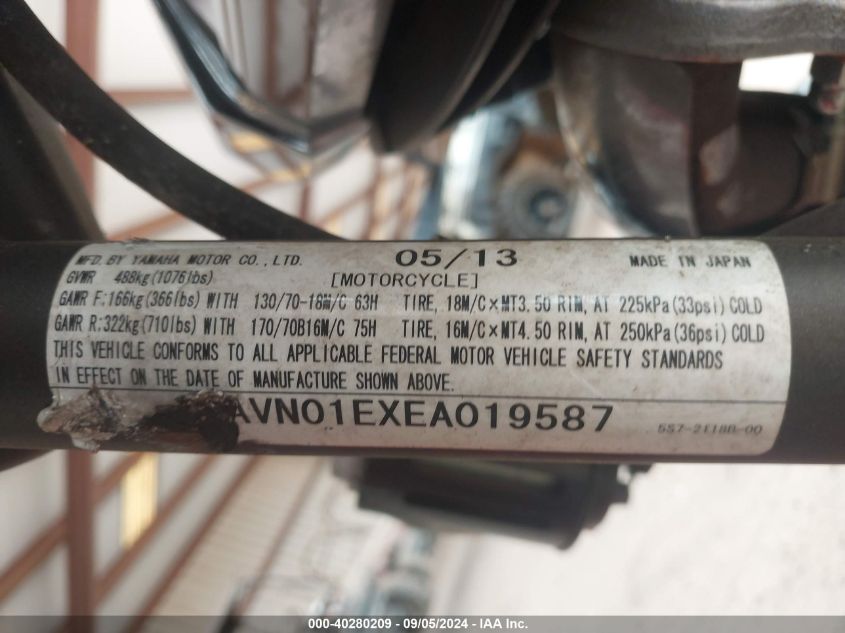 MFD. BY YAMAHA MOTOR CO., LTD. 05/13 MADE IN JAPAN
GVWR 488kg(1076lbs) [MOTORCYCLE]
GAWR F:166kg(366lbs) WITH 130/70-18M/C 63H TIRE, 18M/C×MT3.50 RIM, AT 225kPa(33psi) COLD
GAWR R:322kg(710lbs) WITH 170/70B16M/C 75H TIRE, 16M/C×MT4.50 RIM, AT 250kPa(36psi) COLD
THIS VEHICLE CONFORMS TO ALL APPLICABLE FEDERAL MOTOR VEHICLE SAFETY STANDARDS
IN EFFECT ON THE DATE OF MANUFACTURE SHOWN ABOVE.
AVN01EXEA019587 5S7-2118B-00
000-40280209 - 09/05/2024 - IAA Inc.